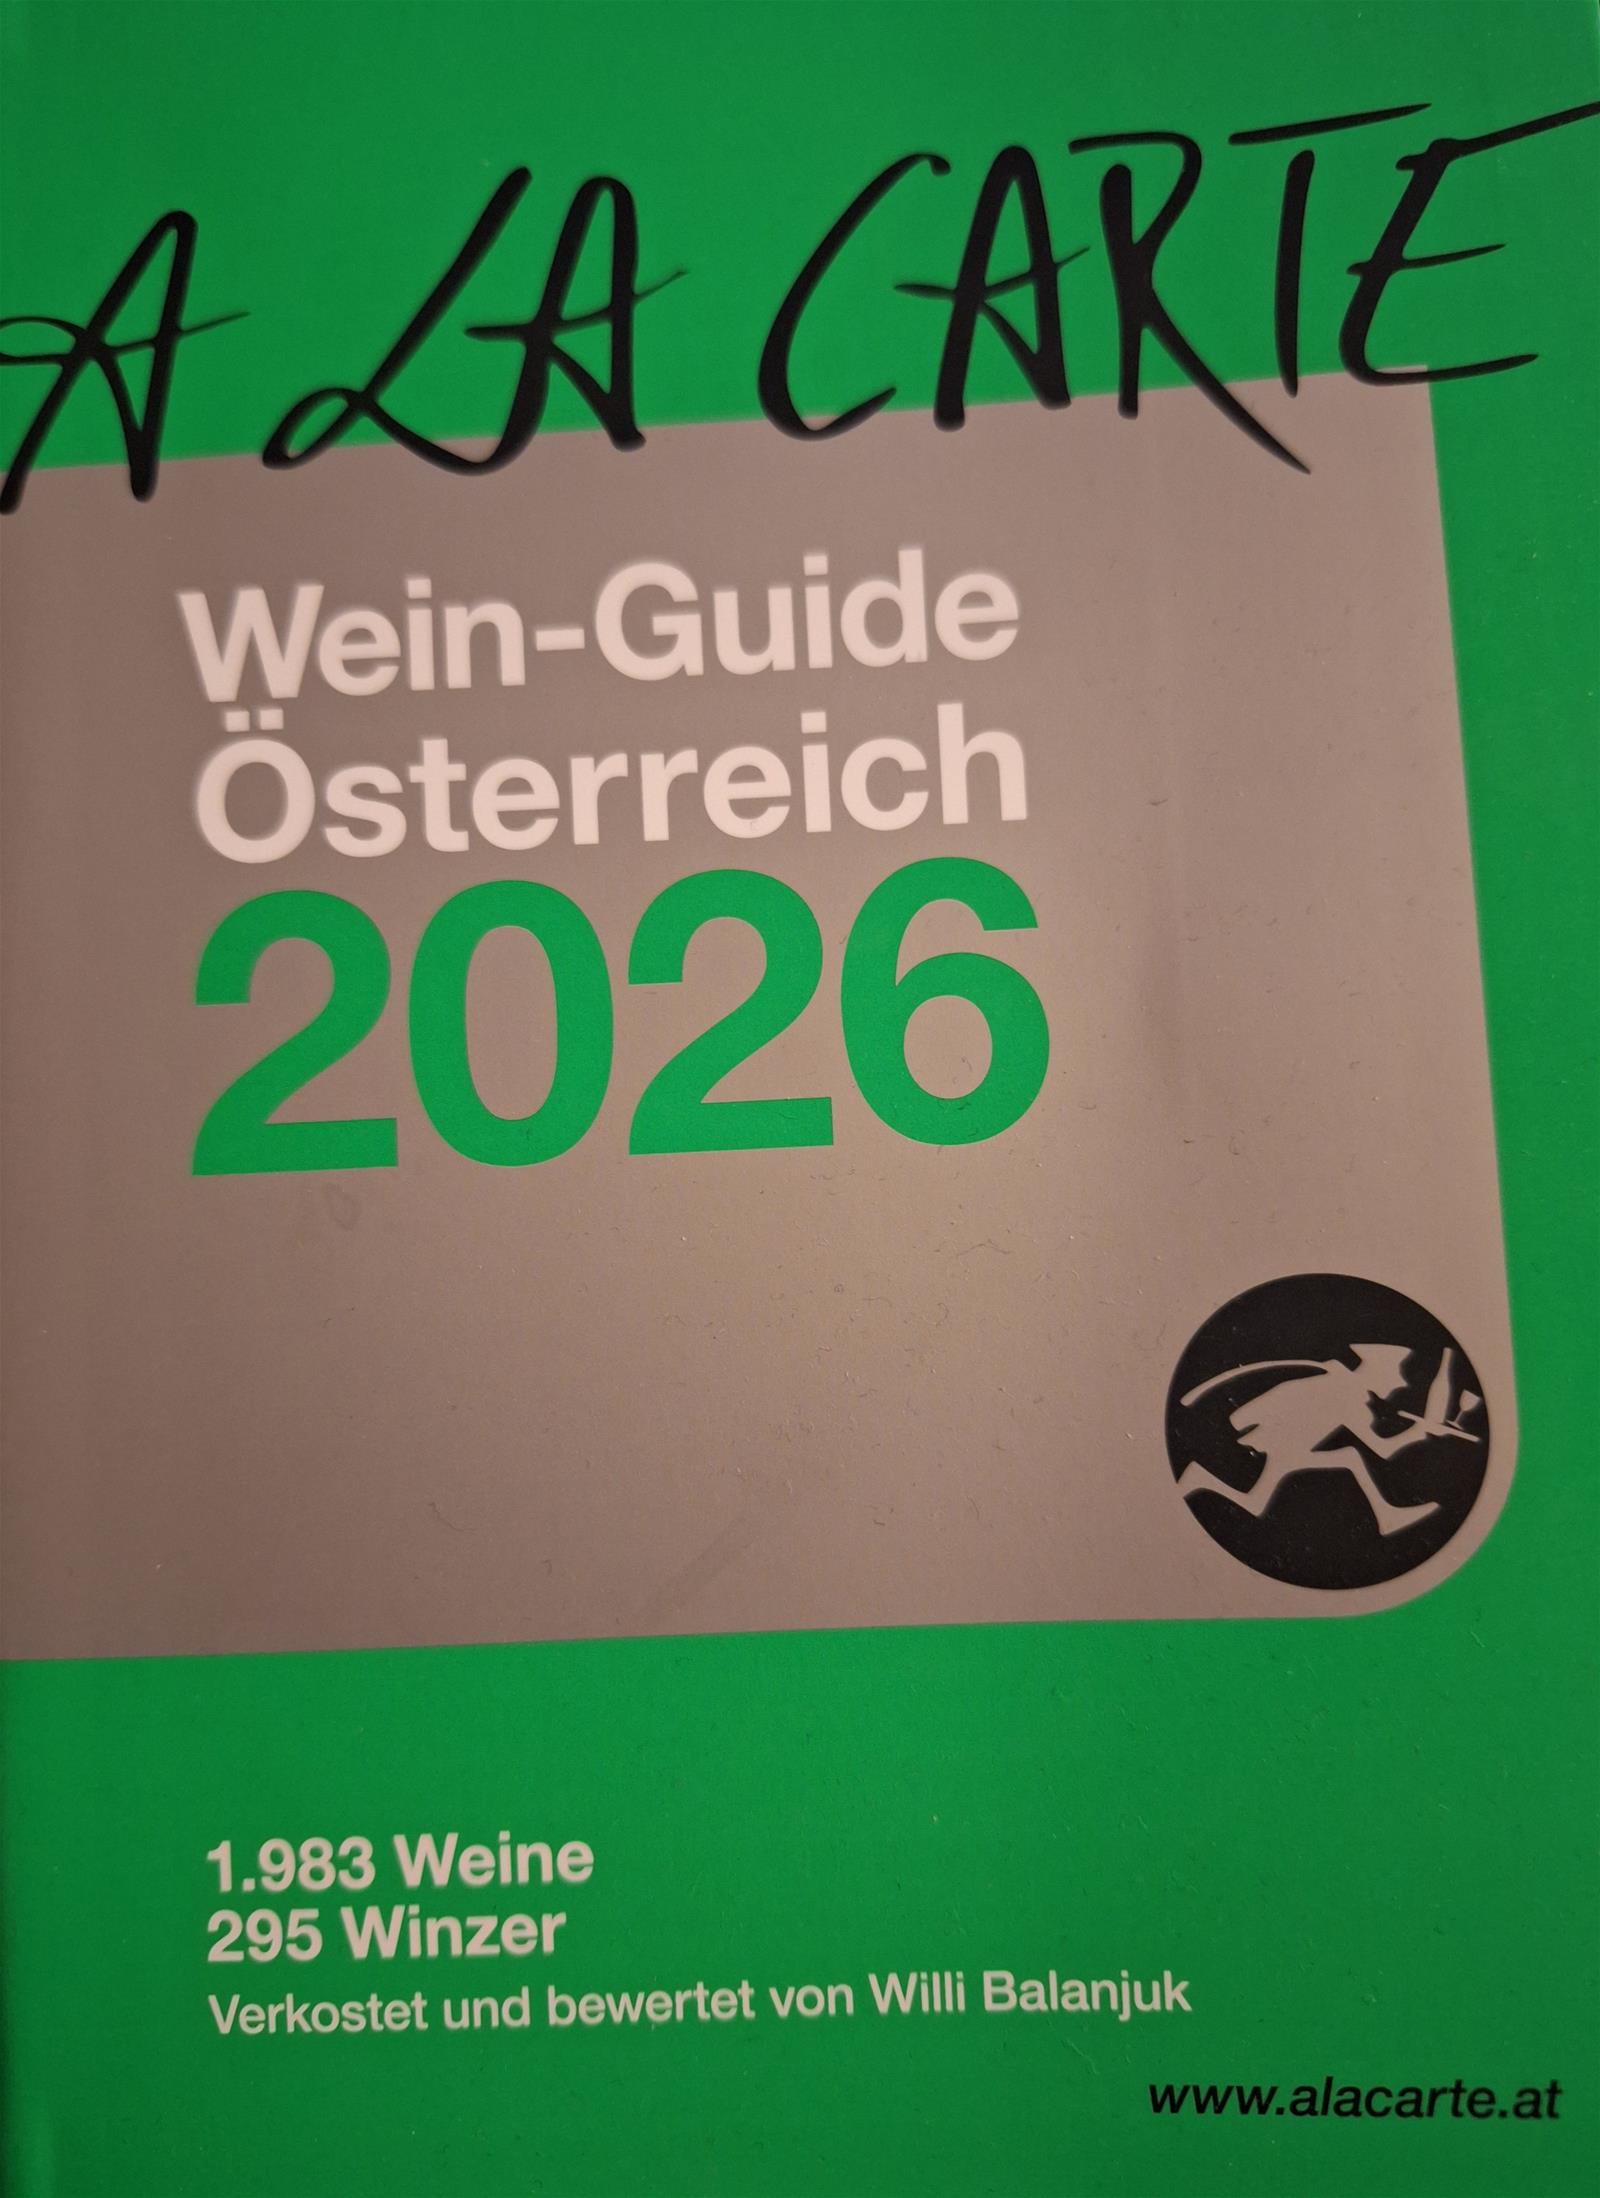 A LA CARTE
Wein-Guide
Österreich
2026
1.983 Weine
295 Winzer
Verkostet und bewertet von Willi Balanjuk
www.alacarte.at